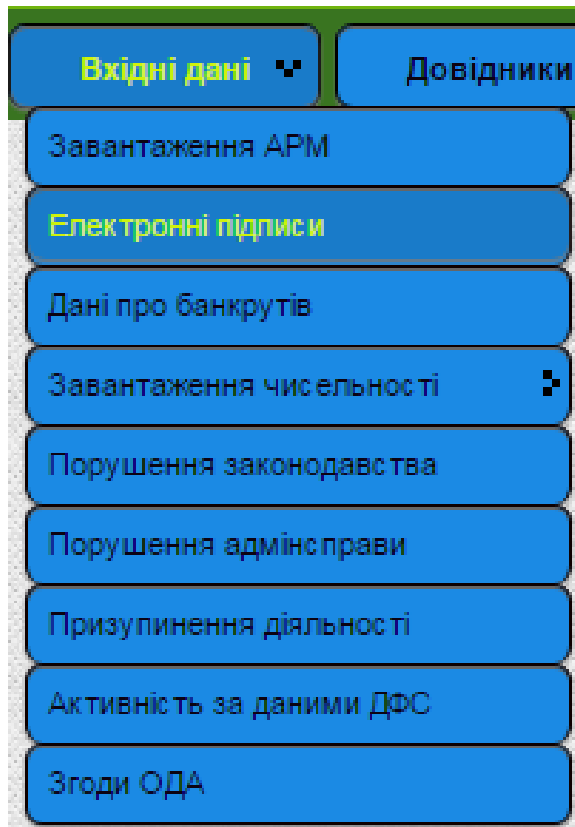 Вхідні дані
Довідники
Завантаження АРМ
Електронні підписи
Дані про банкрутів
Завантаження чисельності
Порушення законодавства
Порушення адмінсправи
Призупинення діяльності
Активність за даними ДФС
Згоди ОДА